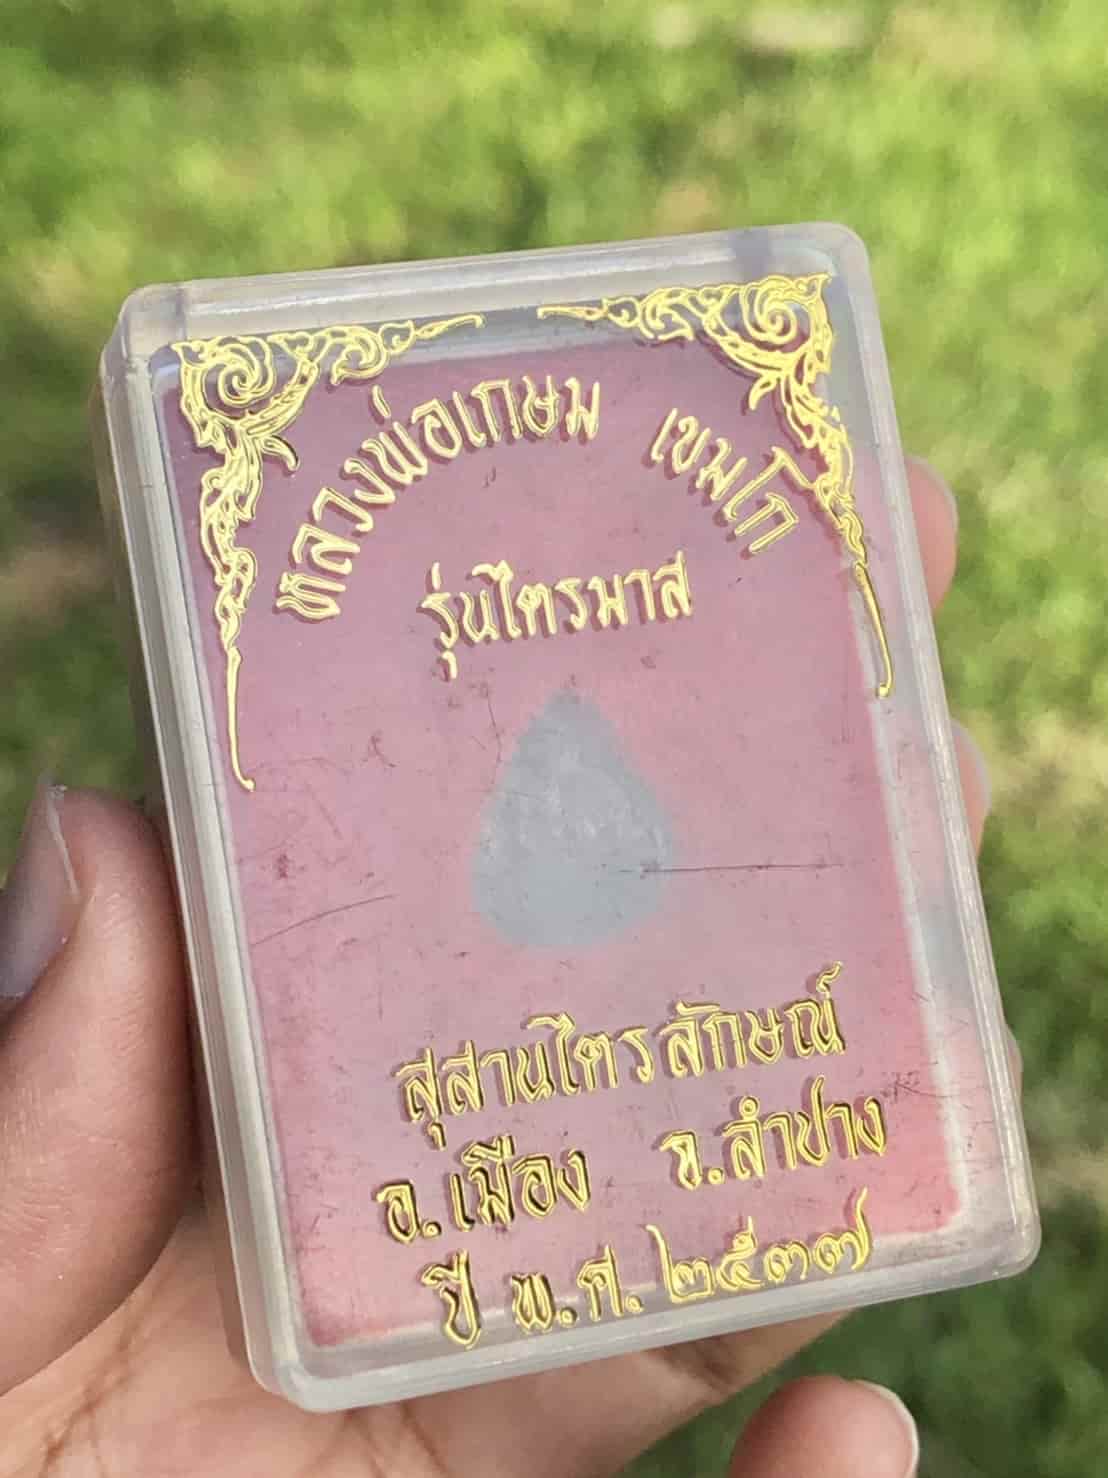 หลวงพ่อเกษม เขมโก
รุ่นไตรมาส
สุสานไตรลักษณ์
อ.เมือง จ.ลำปาง
ปี พ.ศ. ๒๕๓๗